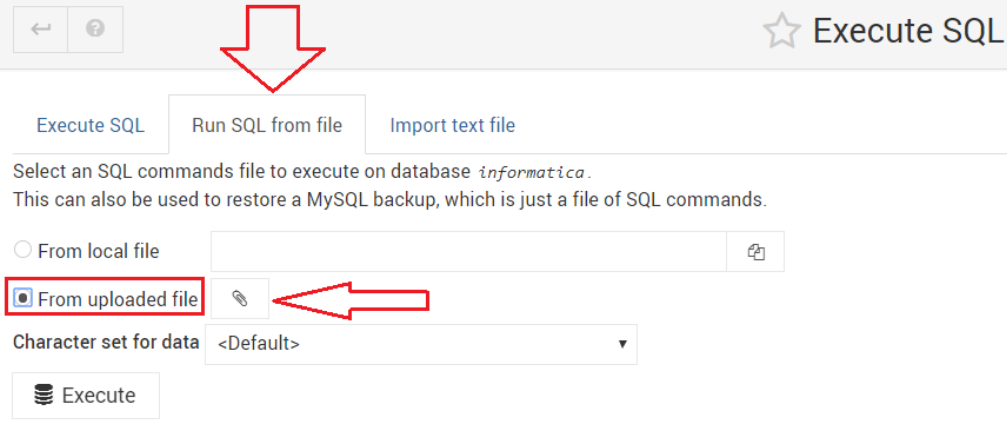 Execute SQL
Execute SQL
Run SQL from file
Import text file
Select an SQL commands file to execute on database informatica.
This can also be used to restore a MySQL backup, which is just a file of SQL commands.
From local file
From uploaded file
Character set for data <Default>
Execute